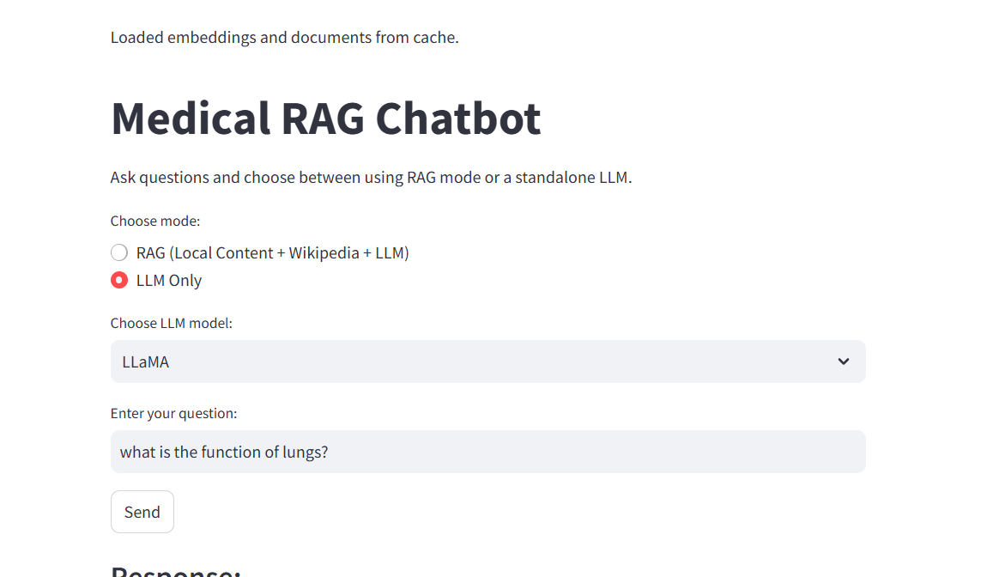 Loaded embeddings and documents from cache.
Medical RAG Chatbot
Ask questions and choose between using RAG mode or a standalone LLM.
Choose mode:
RAG (Local Content + Wikipedia + LLM)
LLM Only
Choose LLM model:
LLaMA
Enter your question:
what is the function of lungs?
Send
Response: